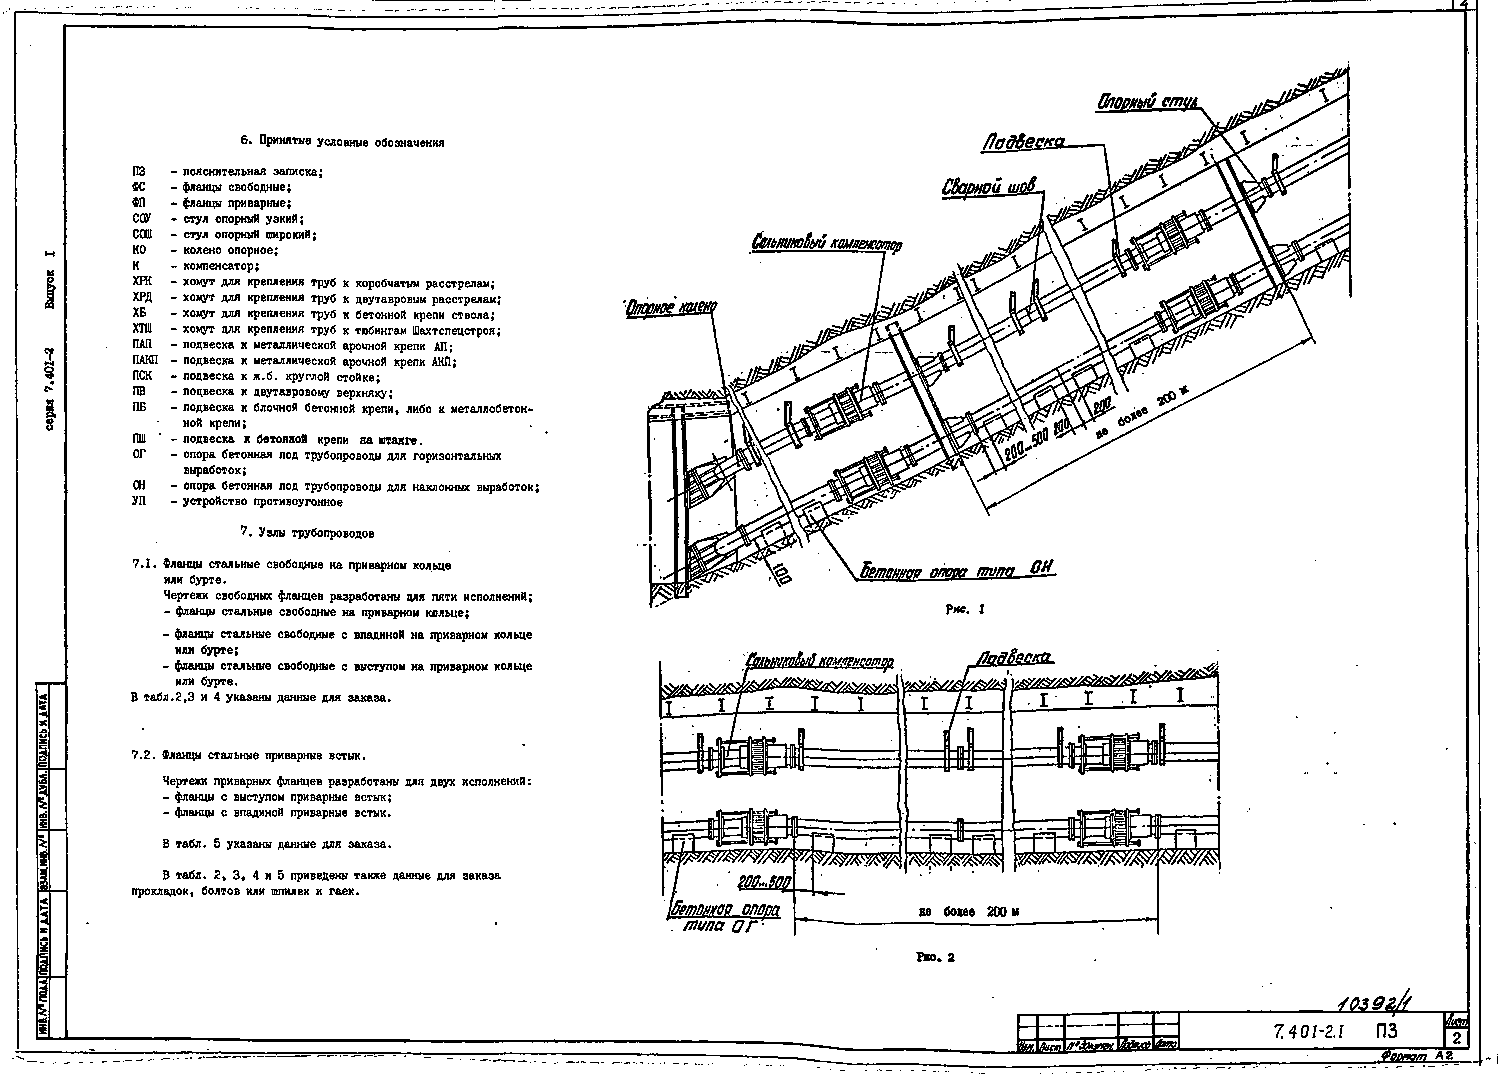 6. Принятые условные обозначения
ПЗ - пояснительная записка;
ФС - фланцы свободные;
ФП - фланцы приварные;
СОУ - стул опорный узкий;
СОШ - стул опорный широкий;
КО - колено опорное;
К - компенсатор;
ХРК - хомут для крепления труб к коробчатым расстрелам;
ХРД - хомут для крепления труб к двутавровым расстрелам;
ХБ - хомут для крепления труб к бетонной крепи ствола;
ХТШ - хомут для крепления труб к тюбингам Шахтспецстроя;
ПАП - подвеска к металлической арочной крепи АП;
ПАКП - подвеска к металлической арочной крепи АКП;
ПСК - подвеска к ж.б. круглой стойке;
ПВ - подвеска к двутавровому верхняку;
ПБ - подвеска к блочной бетонной крепи, либо к металлобетон-
ной крепи;
ПШ - подвеска к бетонной крепи на штанге.
ОГ - опора бетонная под трубопроводы для горизонтальных
выработок;
ОН - опора бетонная под трубопроводы для наклонных выработок;
УП - устройство противоугонное
7. Узлы трубопроводов
7.1. Фланцы стальные свободные на приварном кольце
или бурте.
Чертежи свободных фланцев разработаны для пяти исполнений;
- фланцы стальные свободные на приварном кольце;
- фланцы стальные свободные с впадиной на приварном кольце
или бурте;
- фланцы стальные свободные с выступом на приварном кольце
или бурте.
В табл.2,3 и 4 указаны данные для заказа.
7.2. Фланцы стальные приварные встык.
Чертежи приварных фланцев разработаны для двух исполнений:
- фланцы с выступом приварные встык;
- фланцы с впадиной приварные встык.
В табл. 5 указаны данные для заказа.
В табл. 2, 3, 4 и 5 приведены также данные для заказа
прокладок, болтов или шпилек и гаек.
Опорный стул
Подвеска
Сварной шов
Сальниковый компенсатор
Опорное колено
200...500
200
200
не более 200 м
100
Бетонная опора типа ОН
Рис. 1
Сальниковый компенсатор
Подвеска
200...500
Бетонная опора
типа ОГ
не более 200 м
Рис. 2
серия 7.401-2 Выпуск I
ИНВ.№ ПОДЛ.
ПОДПИСЬ И ДАТА
ВЗАМ.ИНВ.№
ИНВ.№ ДУБЛ.
ПОДПИСЬ И ДАТА
10392/1
Изм. Лист № Докумен. Подпись Дата
7.401-2.1 ПЗ
Лист
2
Формат А2